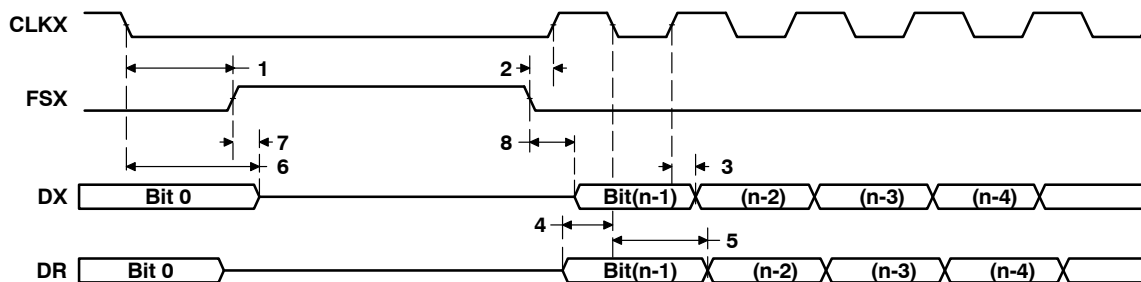 CLKX
1 2
FSX
7 8
6 3
DX Bit 0 Bit(n-1) (n-2) (n-3) (n-4)
4 5
DR Bit 0 Bit(n-1) (n-2) (n-3) (n-4)